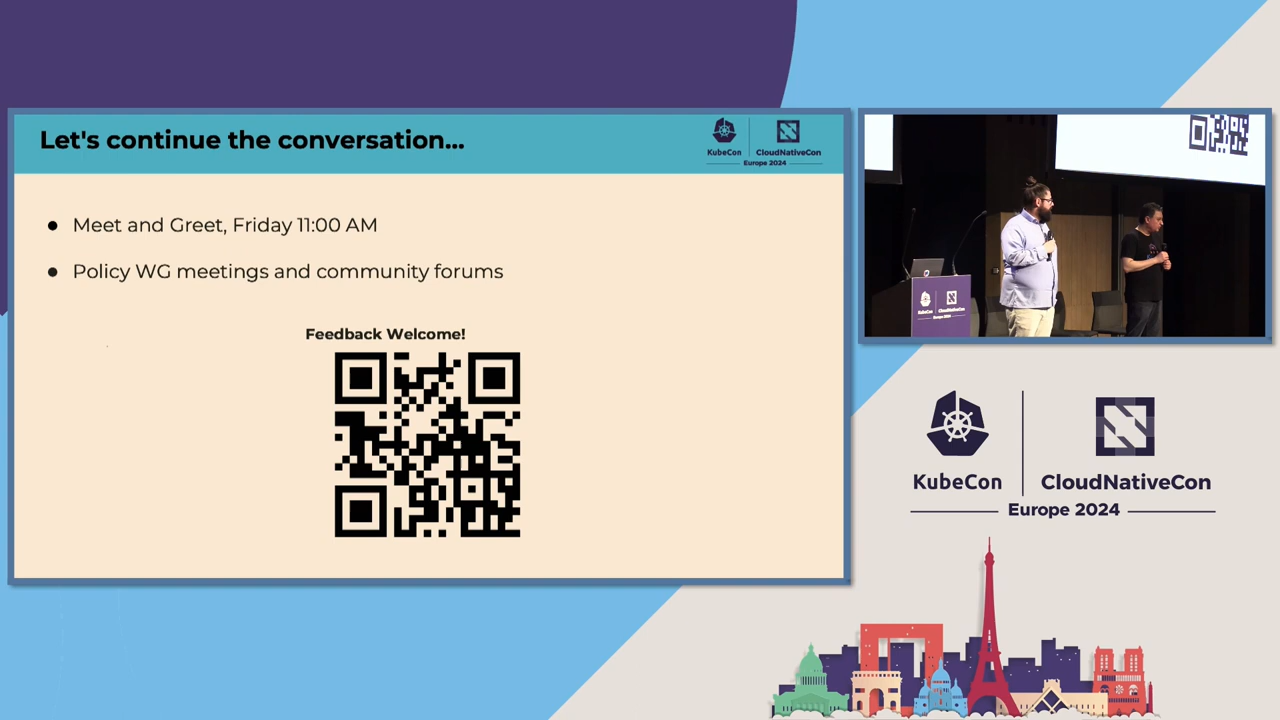 Let's continue the conversation...
KubeCon
CloudNativeCon
Europe 2024
Meet and Greet, Friday 11:00 AM
Policy WG meetings and community forums
Feedback Welcome!
KubeCon
CloudNativeCon
Europe 2024